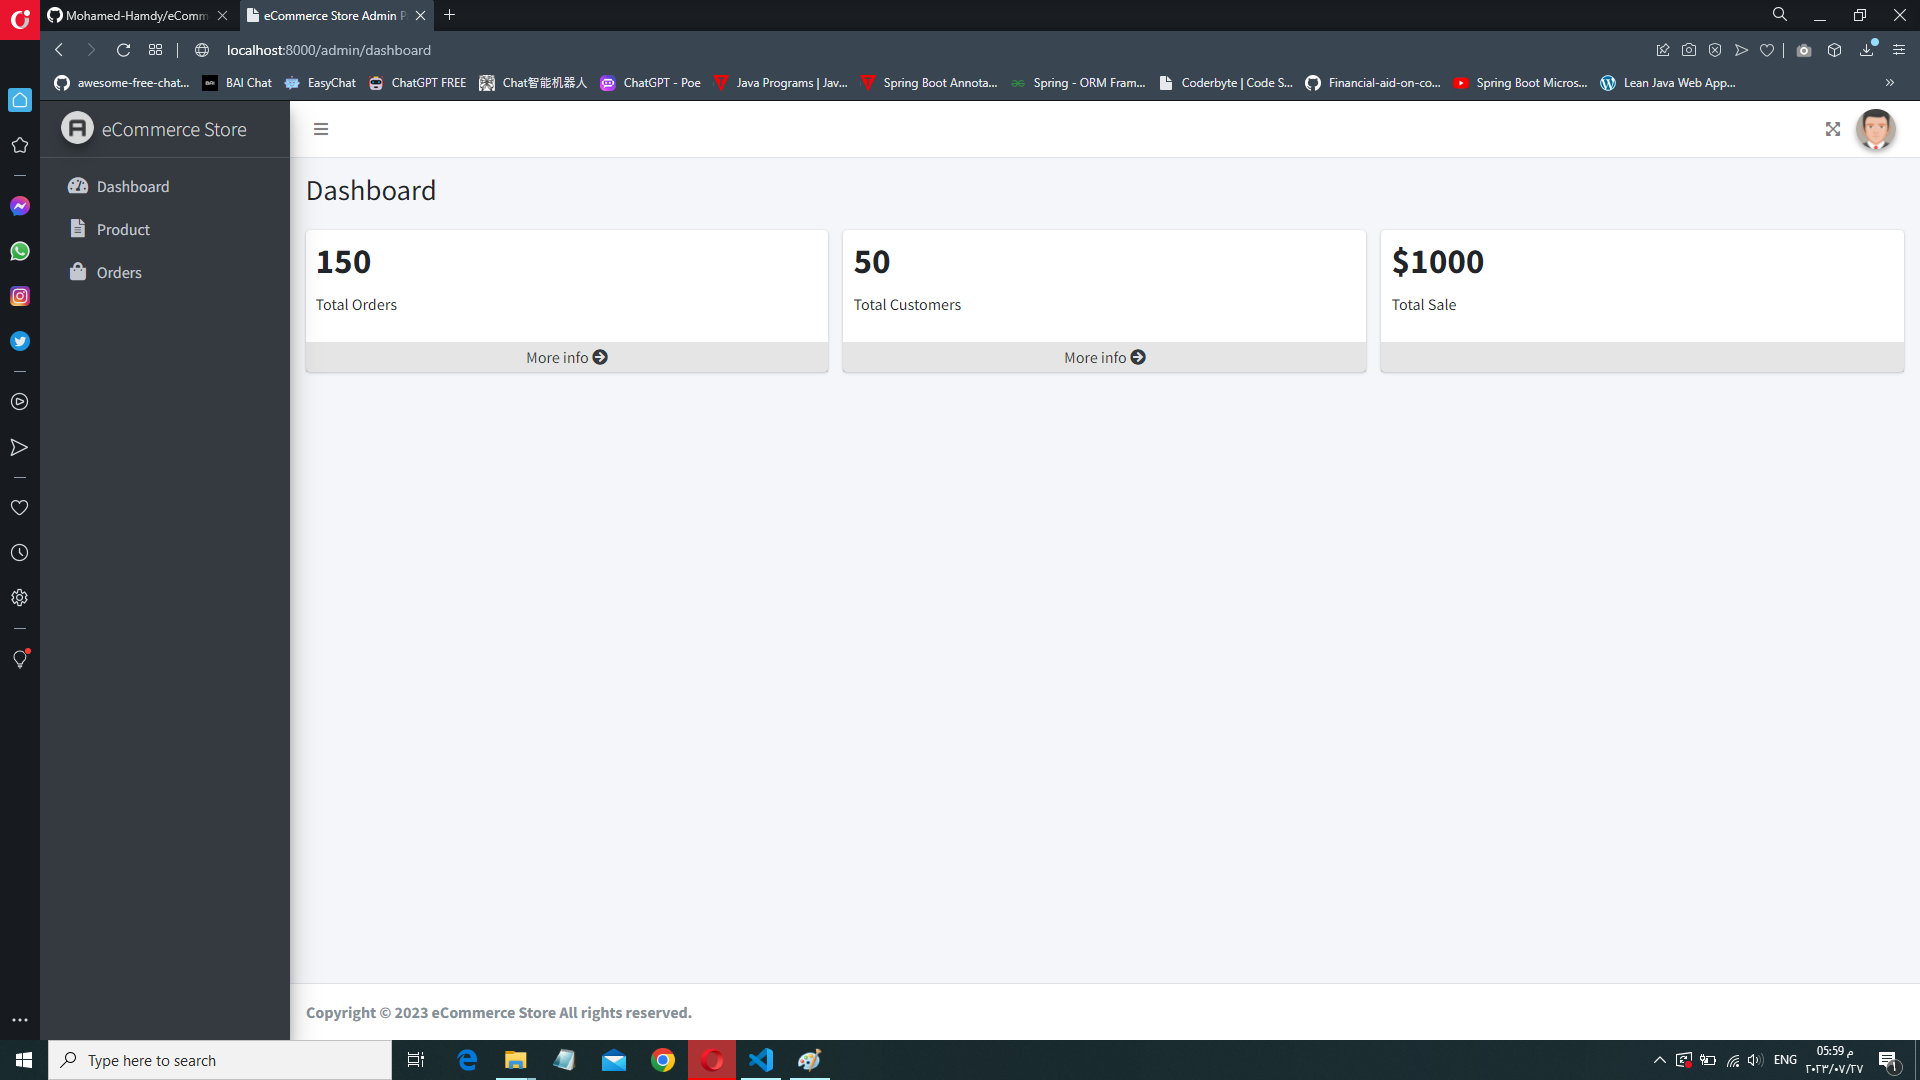 Mohamed-Hamdy/eComm
eCommerce Store Admin P
localhost:8000/admin/dashboard
awesome-free-chat...
BAI Chat
EasyChat
ChatGPT FREE
Chat智能机器人
ChatGPT - Poe
Java Programs | Jav...
Spring Boot Annota...
Spring - ORM Fram...
Coderbyte | Code S...
Financial-aid-on-co...
Spring Boot Micros...
Lean Java Web App...
eCommerce Store
Dashboard
Product
Orders
Dashboard
150
Total Orders
More info
50
Total Customers
More info
$1000
Total Sale
Copyright © 2023 eCommerce Store All rights reserved.
Type here to search
ENG
05:59 م
٢٠٢٣/٠٧/٢٧
١